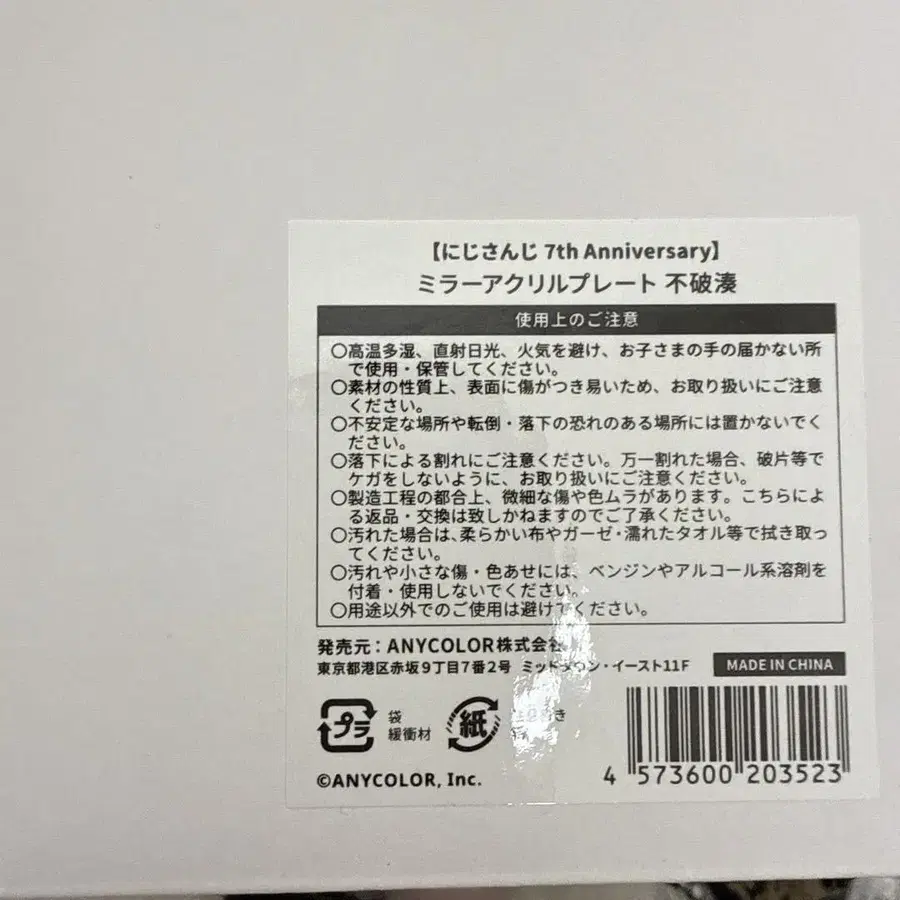 【にじさんじ 7th Anniversary】
ミラーアクリルプレート 不破湊
使用上のご注意
〇高温多湿、直射日光、火気を避け、お子さまの手の届かない所
で使用・保管してください。
〇素材の性質上、表面に傷がつき易いため、お取り扱いにご注意
ください。
〇不安定な場所や転倒・落下の恐れのある場所には置かないでく
ださい。
〇落下による割れにご注意ください。万一割れた場合、破片等で
ケガをしないように、お取り扱いにご注意ください。
〇製造工程の都合上、微細な傷や色ムラがあります。こちらによ
る返品・交換は致しかねますのでご了承ください。
〇汚れた場合は、柔らかい布やガーゼ・濡れたタオル等で拭き取っ
てください。
〇汚れや小さな傷・色あせには、ベンジンやアルコール系溶剤を
付着・使用しないでください。
〇用途以外でのご使用は避けてください。
発売元：ANYCOLOR株式会社
東京都港区赤坂9丁目7番2号 ミッドタウン・イースト11F
MADE IN CHINA
プラ
袋
緩衝材
紙
©ANYCOLOR, Inc.
4 573600 203523